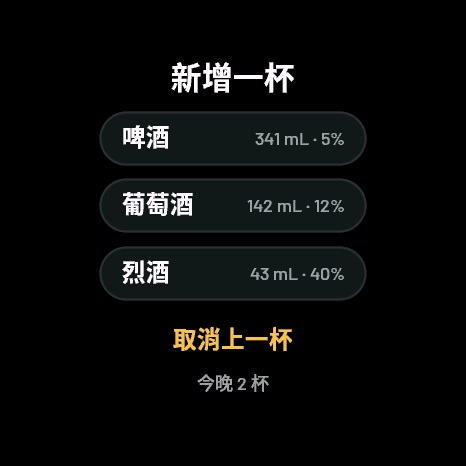 新增一杯
啤酒 341 mL · 5%
葡萄酒 142 mL · 12%
烈酒 43 mL · 40%
取消上一杯
今晚 2 杯